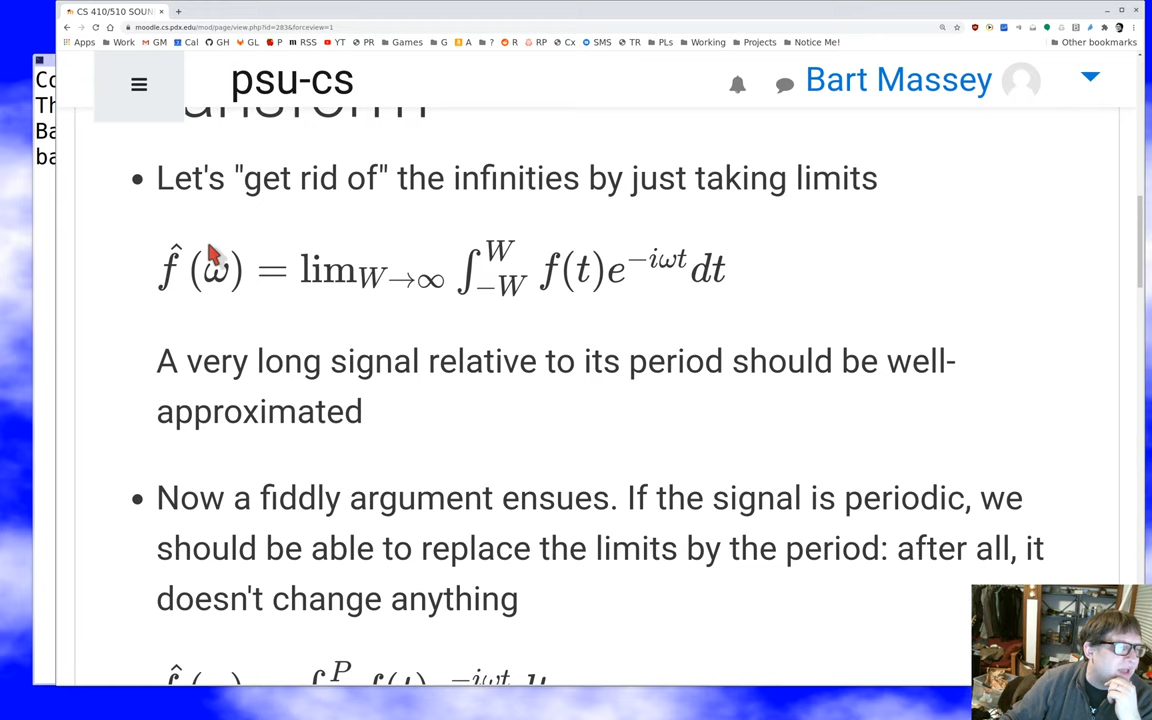 CS 410/510 SOUN
moodle.cs.pdx.edu/mod/page/view.php?id=283&forceview=1
Apps Work GM Cal GH GL P RSS YT PR Games G A ? R RP Cx SMS TR PLs Working Projects Notice Me! Other bookmarks
psu-cs
Bart Massey
Co
Th
Ba
ba
• Let's "get rid of" the infinities by just taking limits
f̂(ω) = lim_{W→∞} ∫_{-W}^{W} f(t)e^{-iωt}dt
A very long signal relative to its period should be well-
approximated
• Now a fiddly argument ensues. If the signal is periodic, we
should be able to replace the limits by the period: after all, it
doesn't change anything